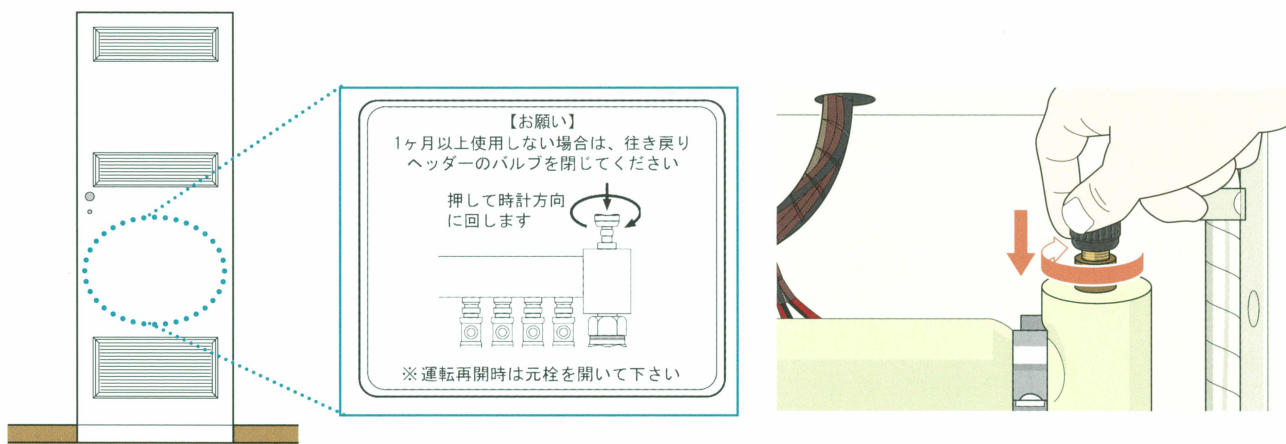 【お願い】
1ヶ月以上使用しない場合は、往き戻り
ヘッダーのバルブを閉じてください
押して時計方向
に回します
※運転再開時は元栓を開いて下さい